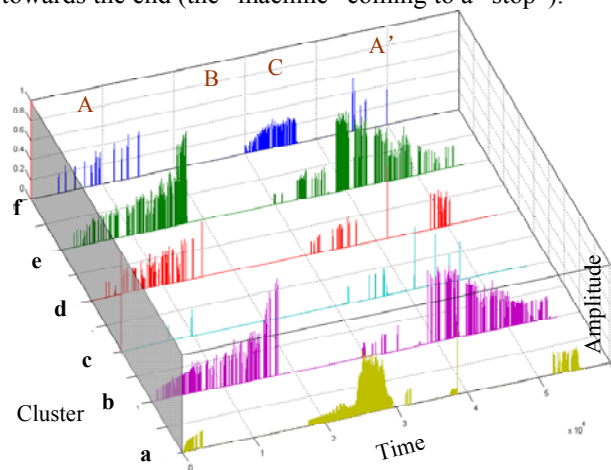 towards the end (the "machine" coming to a "stop").
A
B
C
A'
1
0.8
0.6
0.4
0.2
0
f
e
d
c
b
a
Cluster
0
1
2
3
4
5
x 10⁴
Time
Amplitude